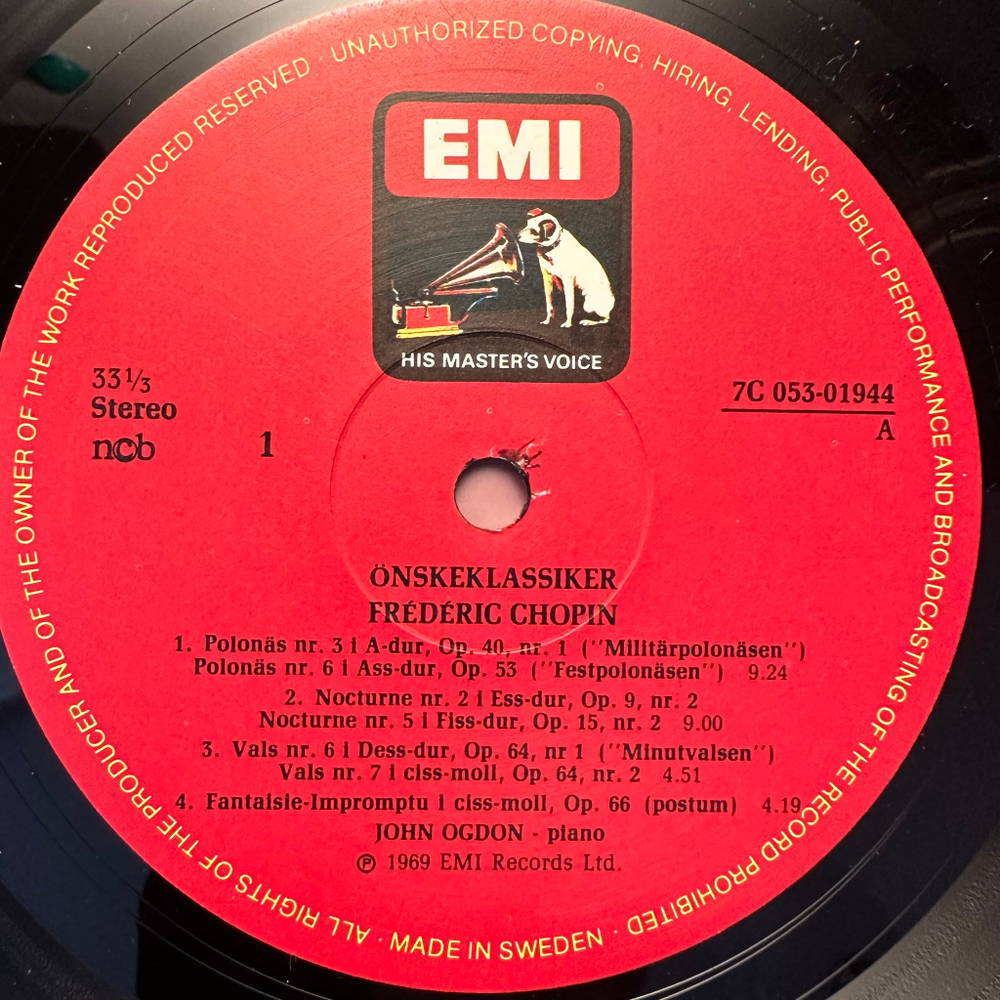 ALL RIGHTS OF THE PRODUCER AND OF THE OWNER OF THE WORK REPRODUCED RESERVED · UNAUTHORIZED COPYING, HIRING, LENDING, PUBLIC PERFORMANCE AND BROADCASTING OF THE RECORD PROHIBITED · MADE IN SWEDEN ·
EMI
HIS MASTER'S VOICE
33 1/3
Stereo
ncb
1
7C 053-01944
A
ÖNSKEKLASSIKER
FRÉDÉRIC CHOPIN
1. Polonäs nr. 3 i A-dur, Op. 40, nr. 1 (''Militärpolonäsen'')
Polonäs nr. 6 i Ass-dur, Op. 53 (''Festpolonäsen'') 9.24
2. Nocturne nr. 2 i Ess-dur, Op. 9, nr. 2
Nocturne nr. 5 i Fiss-dur, Op. 15, nr. 2 9.00
3. Vals nr. 6 i Dess-dur, Op. 64, nr 1 (''Minutvalsen'')
Vals nr. 7 i ciss-moll, Op. 64, nr. 2 4.51
4. Fantaisie-Impromptu i ciss-moll, Op. 66 (postum) 4.19
JOHN OGDON - piano
℗ 1969 EMI Records Ltd.